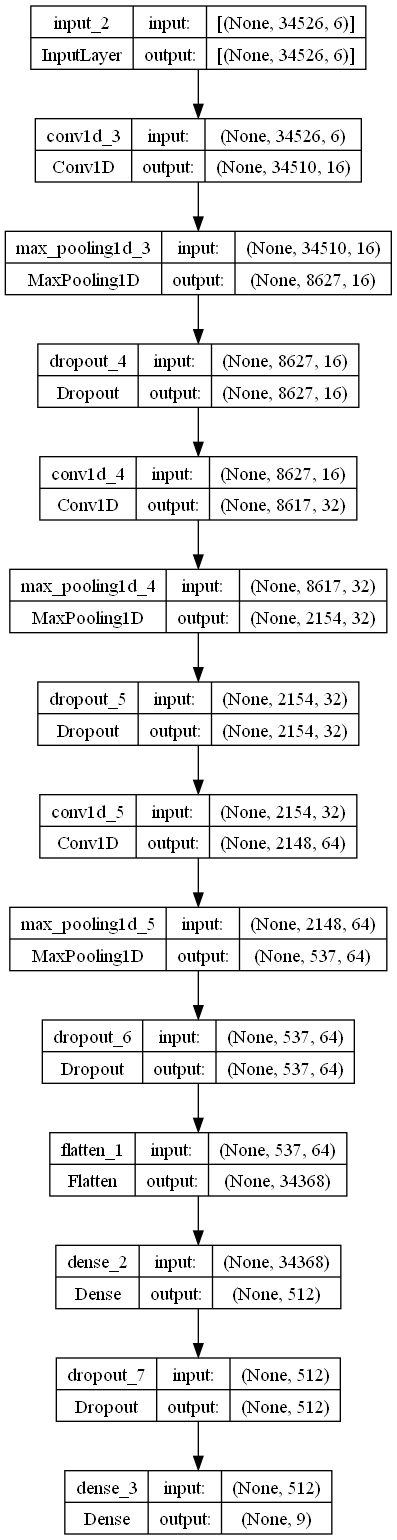 input_2 input: [(None, 34526, 6)]
InputLayer output: [(None, 34526, 6)]
conv1d_3 input: (None, 34526, 6)
Conv1D output: (None, 34510, 16)
max_pooling1d_3 input: (None, 34510, 16)
MaxPooling1D output: (None, 8627, 16)
dropout_4 input: (None, 8627, 16)
Dropout output: (None, 8627, 16)
conv1d_4 input: (None, 8627, 16)
Conv1D output: (None, 8617, 32)
max_pooling1d_4 input: (None, 8617, 32)
MaxPooling1D output: (None, 2154, 32)
dropout_5 input: (None, 2154, 32)
Dropout output: (None, 2154, 32)
conv1d_5 input: (None, 2154, 32)
Conv1D output: (None, 2148, 64)
max_pooling1d_5 input: (None, 2148, 64)
MaxPooling1D output: (None, 537, 64)
dropout_6 input: (None, 537, 64)
Dropout output: (None, 537, 64)
flatten_1 input: (None, 537, 64)
Flatten output: (None, 34368)
dense_2 input: (None, 34368)
Dense output: (None, 512)
dropout_7 input: (None, 512)
Dropout output: (None, 512)
dense_3 input: (None, 512)
Dense output: (None, 9)